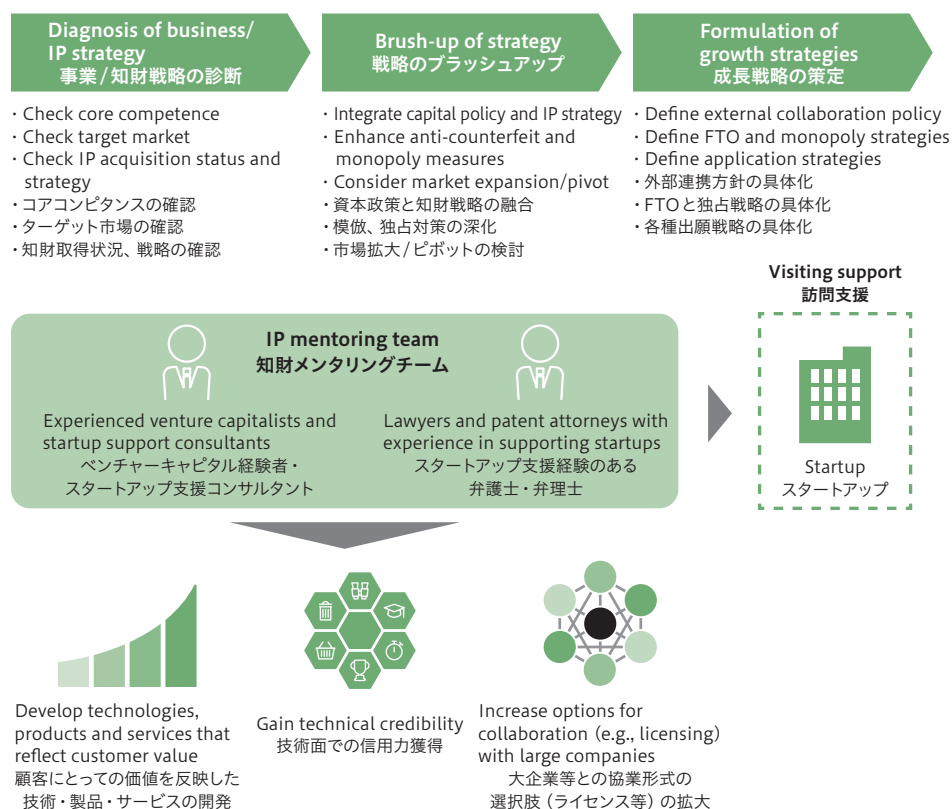 Diagnosis of business/
IP strategy
事業/知財戦略の診断
Brush-up of strategy
戦略のブラッシュアップ
Formulation of
growth strategies
成長戦略の策定
・Check core competence
・Check target market
・Check IP acquisition status and
strategy
・コアコンピタンスの確認
・ターゲット市場の確認
・知財取得状況、戦略の確認
・Integrate capital policy and IP strategy
・Enhance anti-counterfeit and
monopoly measures
・Consider market expansion/pivot
・資本政策と知財戦略の融合
・模倣、独占対策の深化
・市場拡大/ピボットの検討
・Define external collaboration policy
・Define FTO and monopoly strategies
・Define application strategies
・外部連携方針の具体化
・FTOと独占戦略の具体化
・各種出願戦略の具体化
Visiting support
訪問支援
IP mentoring team
知財メンタリングチーム
Experienced venture capitalists and
startup support consultants
ベンチャーキャピタル経験者・
スタートアップ支援コンサルタント
Lawyers and patent attorneys with
experience in supporting startups
スタートアップ支援経験のある
弁護士・弁理士
Startup
スタートアップ
Develop technologies,
products and services that
reflect customer value
顧客にとっての価値を反映した
技術・製品・サービスの開発
Gain technical credibility
技術面での信用力獲得
Increase options for
collaboration (e.g., licensing)
with large companies
大企業等との協業形式の
選択肢(ライセンス等)の拡大